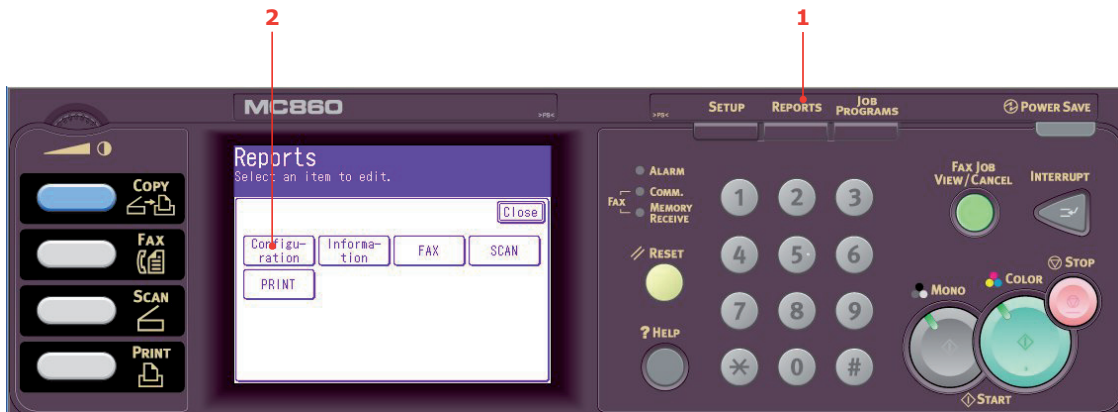 2
1
MC860
>PS<
>PS<
SETUP
REPORTS
JOB
PROGRAMS
POWER SAVE
Reports
Select an item to edit.
Close
Configu-
ration
Informa-
tion
FAX
SCAN
PRINT
COPY
FAX
SCAN
PRINT
ALARM
FAX
COMM.
MEMORY
RECEIVE
RESET
? HELP
1
2
3
4
5
6
7
8
9
0
#
FAX JOB
VIEW/CANCEL
INTERRUPT
STOP
MONO
COLOR
START